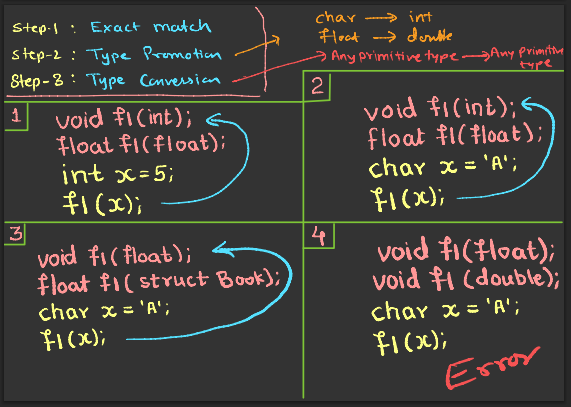 Step-1 : Exact match
Step-2 : Type Promotion
Step-3 : Type Conversion
char → int
float → double
Any primitive type → Any primitive type
1
void f1(int);
float f1(float);
int x=5;
f1(x);
2
void f1(int);
float f1(float);
char x = 'A';
f1(x);
3
void f1(float);
float f1( struct Book);
char x = 'A';
f1(x);
4
void f1(float);
void f1 (double);
char x = 'A';
f1(x);
Error